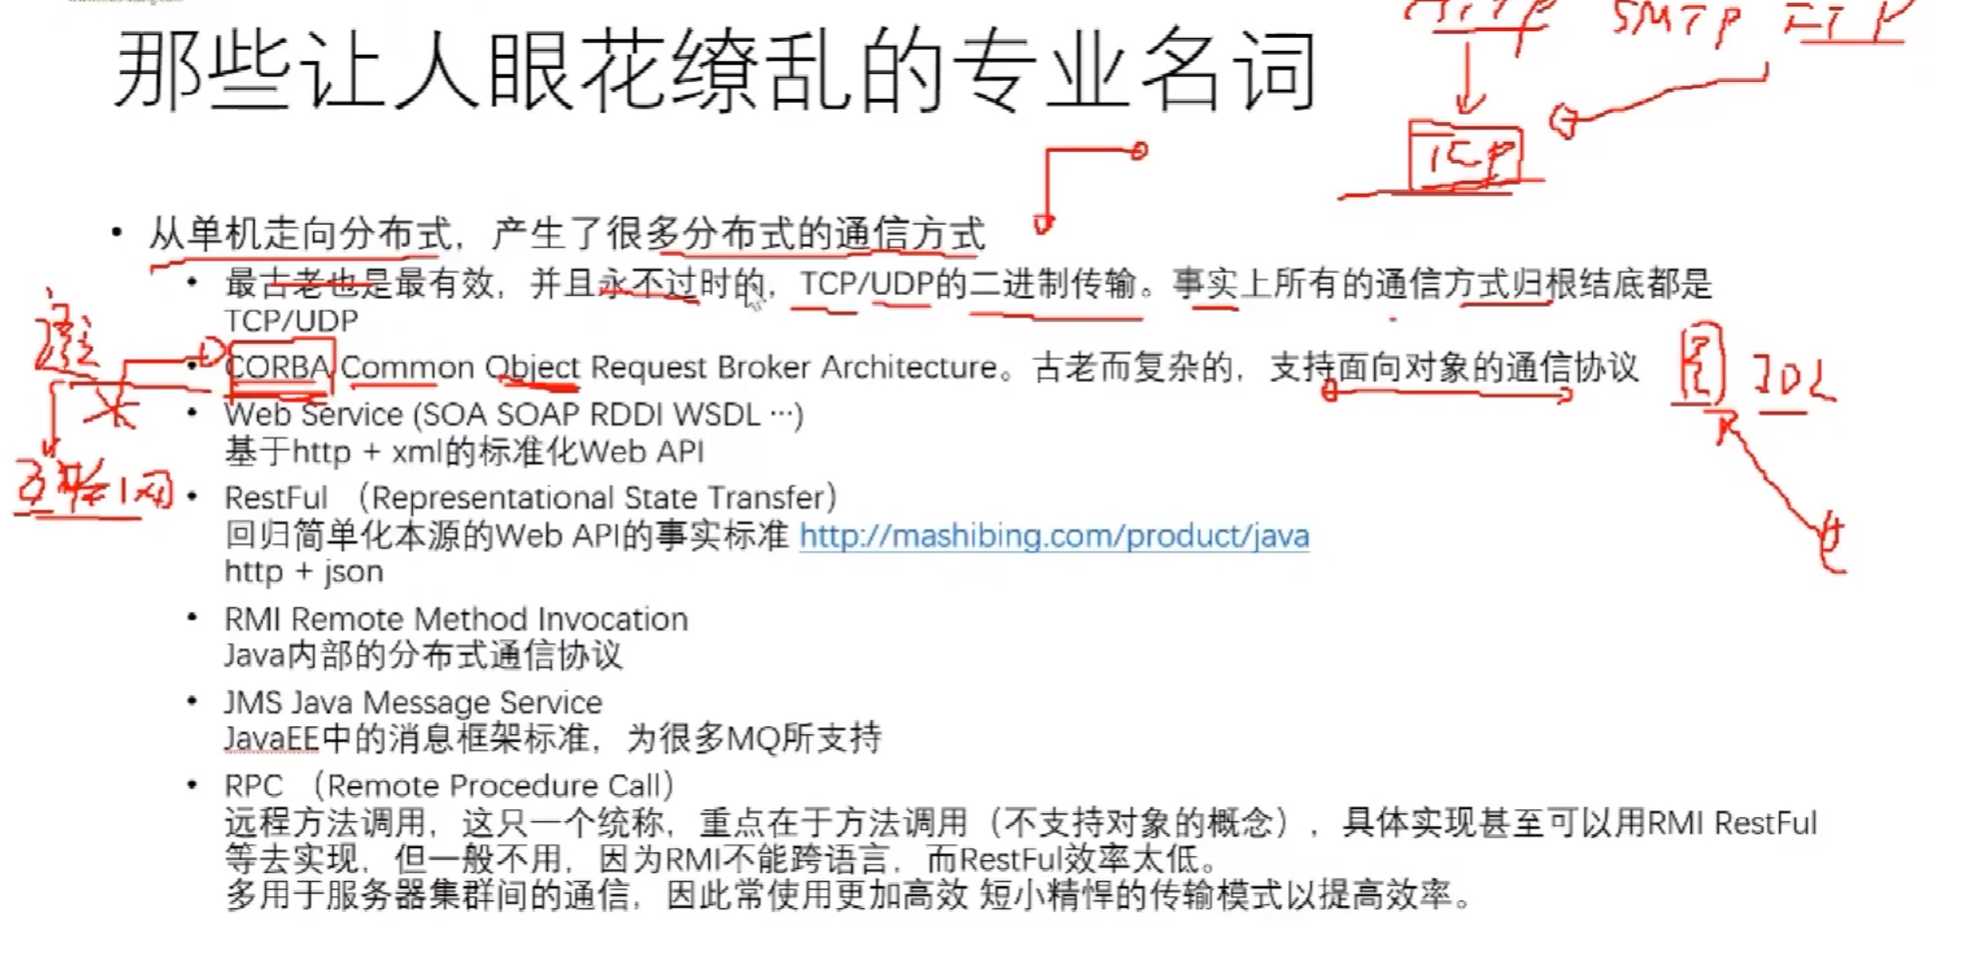 HTTP SMTP FTP
那些让人眼花缭乱的专业名词
TCP
• 从单机走向分布式，产生了很多分布式的通信方式
• 最古老也是最有效，并且永不过时的，TCP/UDP的二进制传输。事实上所有的通信方式归根结底都是
TCP/UDP
• CORBA Common Object Request Broker Architecture。古老而复杂的，支持面向对象的通信协议
IDL
• Web Service (SOA SOAP RDDI WSDL …)
基于http + xml的标准化Web API
互联网
• RestFul （Representational State Transfer）
回归简单化本源的Web API的事实标准 http://mashibing.com/product/java
http + json
• RMI Remote Method Invocation
Java内部的分布式通信协议
• JMS Java Message Service
JavaEE中的消息框架标准，为很多MQ所支持
• RPC （Remote Procedure Call）
远程方法调用，这只一个统称，重点在于方法调用（不支持对象的概念），具体实现甚至可以用RMI RestFul
等去实现，但一般不用，因为RMI不能跨语言，而RestFul效率太低。
多用于服务器集群间的通信，因此常使用更加高效 短小精悍的传输模式以提高效率。